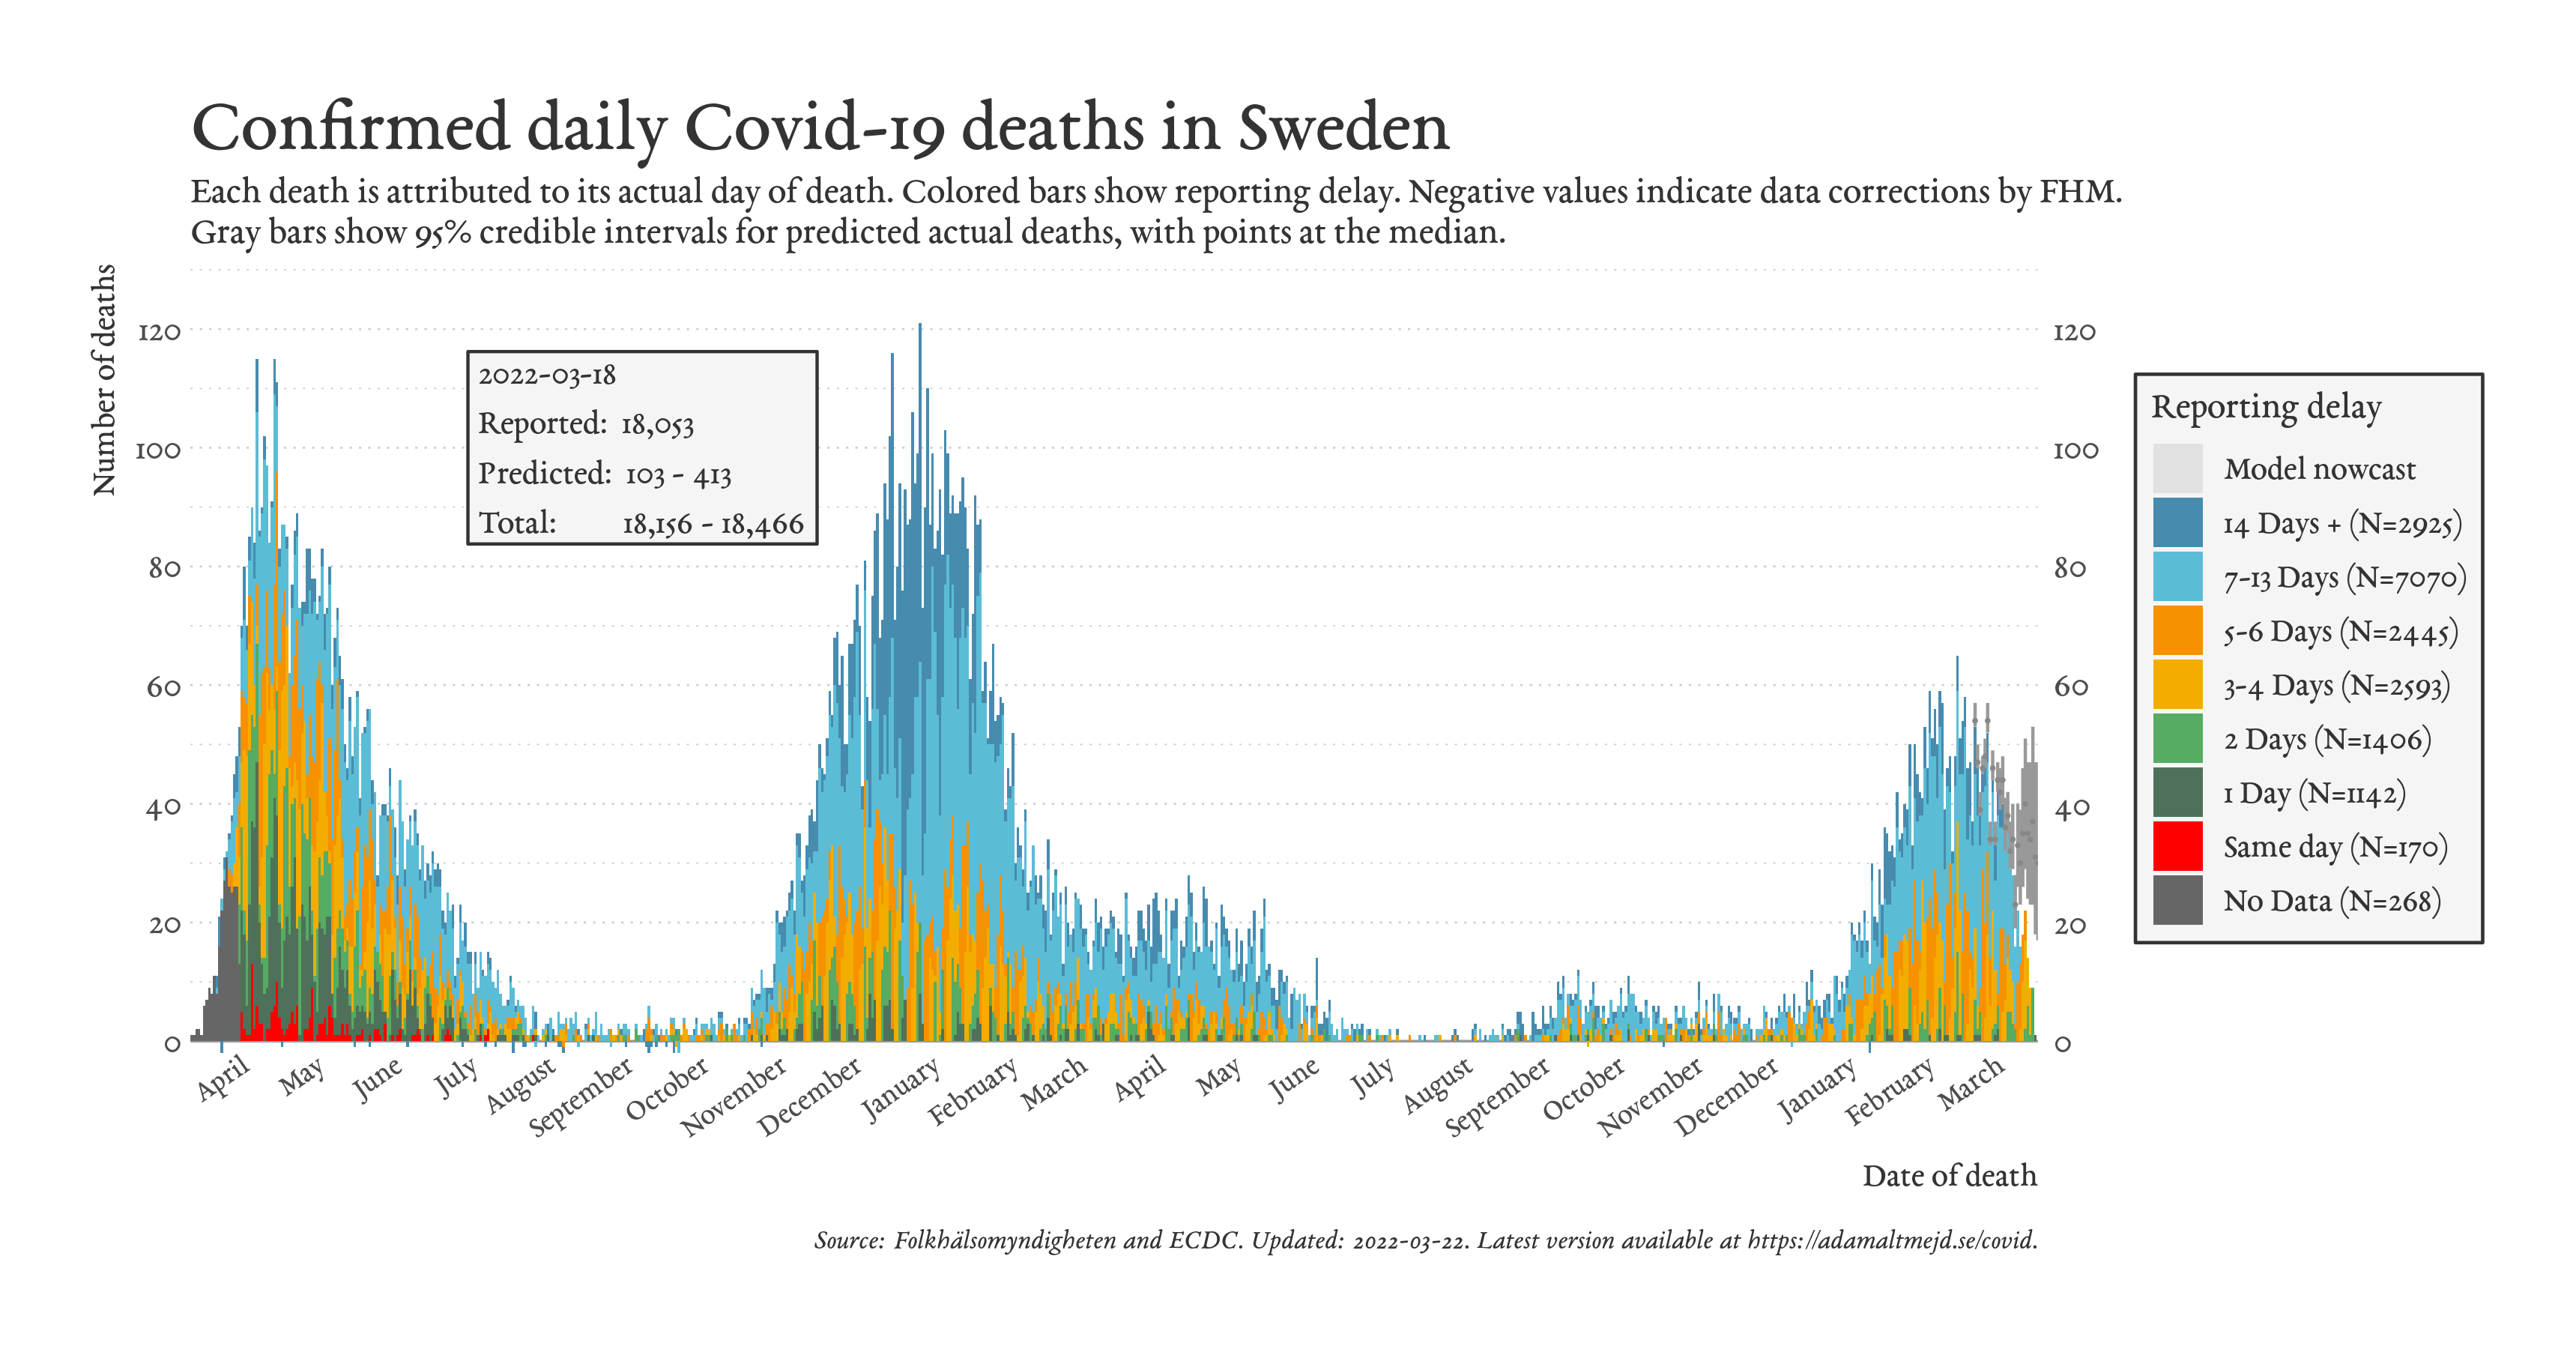 Confirmed daily Covid-19 deaths in Sweden
Each death is attributed to its actual day of death. Colored bars show reporting delay. Negative values indicate data corrections by FHM.
Gray bars show 95% credible intervals for predicted actual deaths, with points at the median.
Number of deaths
120
100
80
60
40
20
0
2022-03-18
Reported: 18,053
Predicted: 103 - 413
Total: 18,156 - 18,466
120
100
80
60
40
20
0
Reporting delay
Model nowcast
14 Days + (N=2925)
7-13 Days (N=7070)
5-6 Days (N=2445)
3-4 Days (N=2593)
2 Days (N=1406)
1 Day (N=1142)
Same day (N=170)
No Data (N=268)
April
May
June
July
August
September
October
November
December
January
February
March
April
May
June
July
August
September
October
November
December
January
February
March
Date of death
Source: Folkhälsomyndigheten and ECDC. Updated: 2022-03-22. Latest version available at https://adamaltmejd.se/covid.